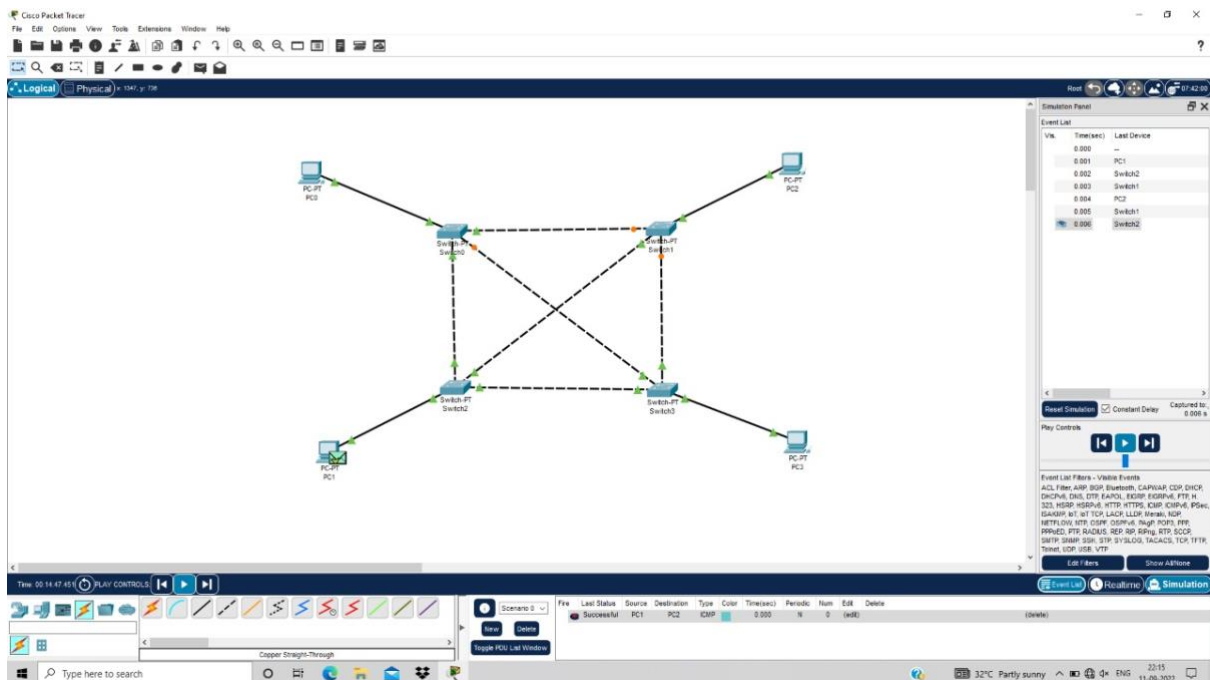 Cisco Packet Tracer
File Edit Options View Tools Extensions Window Help
?
Logical Physical x: 1347, y: 736 Root 07:42:00
Simulation Panel
Event List
Vis. Time(sec) Last Device
0.000 --
0.001 PC1
0.002 Switch2
0.003 Switch1
0.004 PC2
0.005 Switch1
0.006 Switch2
PC-PT
PC0
PC-PT
PC2
Switch-PT
Switch0
Switch-PT
Switch1
Switch-PT
Switch2
Switch-PT
Switch3
PC-PT
PC1
PC-PT
PC3
Reset Simulation Constant Delay Captured to:
0.006 s
Play Controls
Event List Filters - Visible Events
ACL Filter, ARP, BGP, Bluetooth, CAPWAP, CDP, DHCP,
DHCPv6, DNS, DTP, EAPOL, EIGRP, EIGRPv6, FTP, H.
323, HSRP, HSRPv6, HTTP, HTTPS, ICMP, ICMPv6, IPSec,
ISAKMP, IoT, IoT TCP, LACP, LLDP, Meraki, NDP,
NETFLOW, NTP, OSPF, OSPFv6, PAgP, POP3, PPP,
PPPoED, PTP, RADIUS, REP, RIP, RIPng, RTP, SCCP,
SMTP, SNMP, SSH, STP, SYSLOG, TACACS, TCP, TFTP,
Telnet, UDP, USB, VTP
Edit Filters Show All/None
Time: 00:14:47.451 PLAY CONTROLS: Event List Realtime Simulation
Scenario 0
New Delete
Toggle PDU List Window
Fire Last Status Source Destination Type Color Time(sec) Periodic Num Edit Delete
Successful PC1 PC2 ICMP 0.000 N 0 (edit) (delete)
Copper Straight-Through
Type here to search
32°C Partly sunny ENG 22:15
11-09-2022